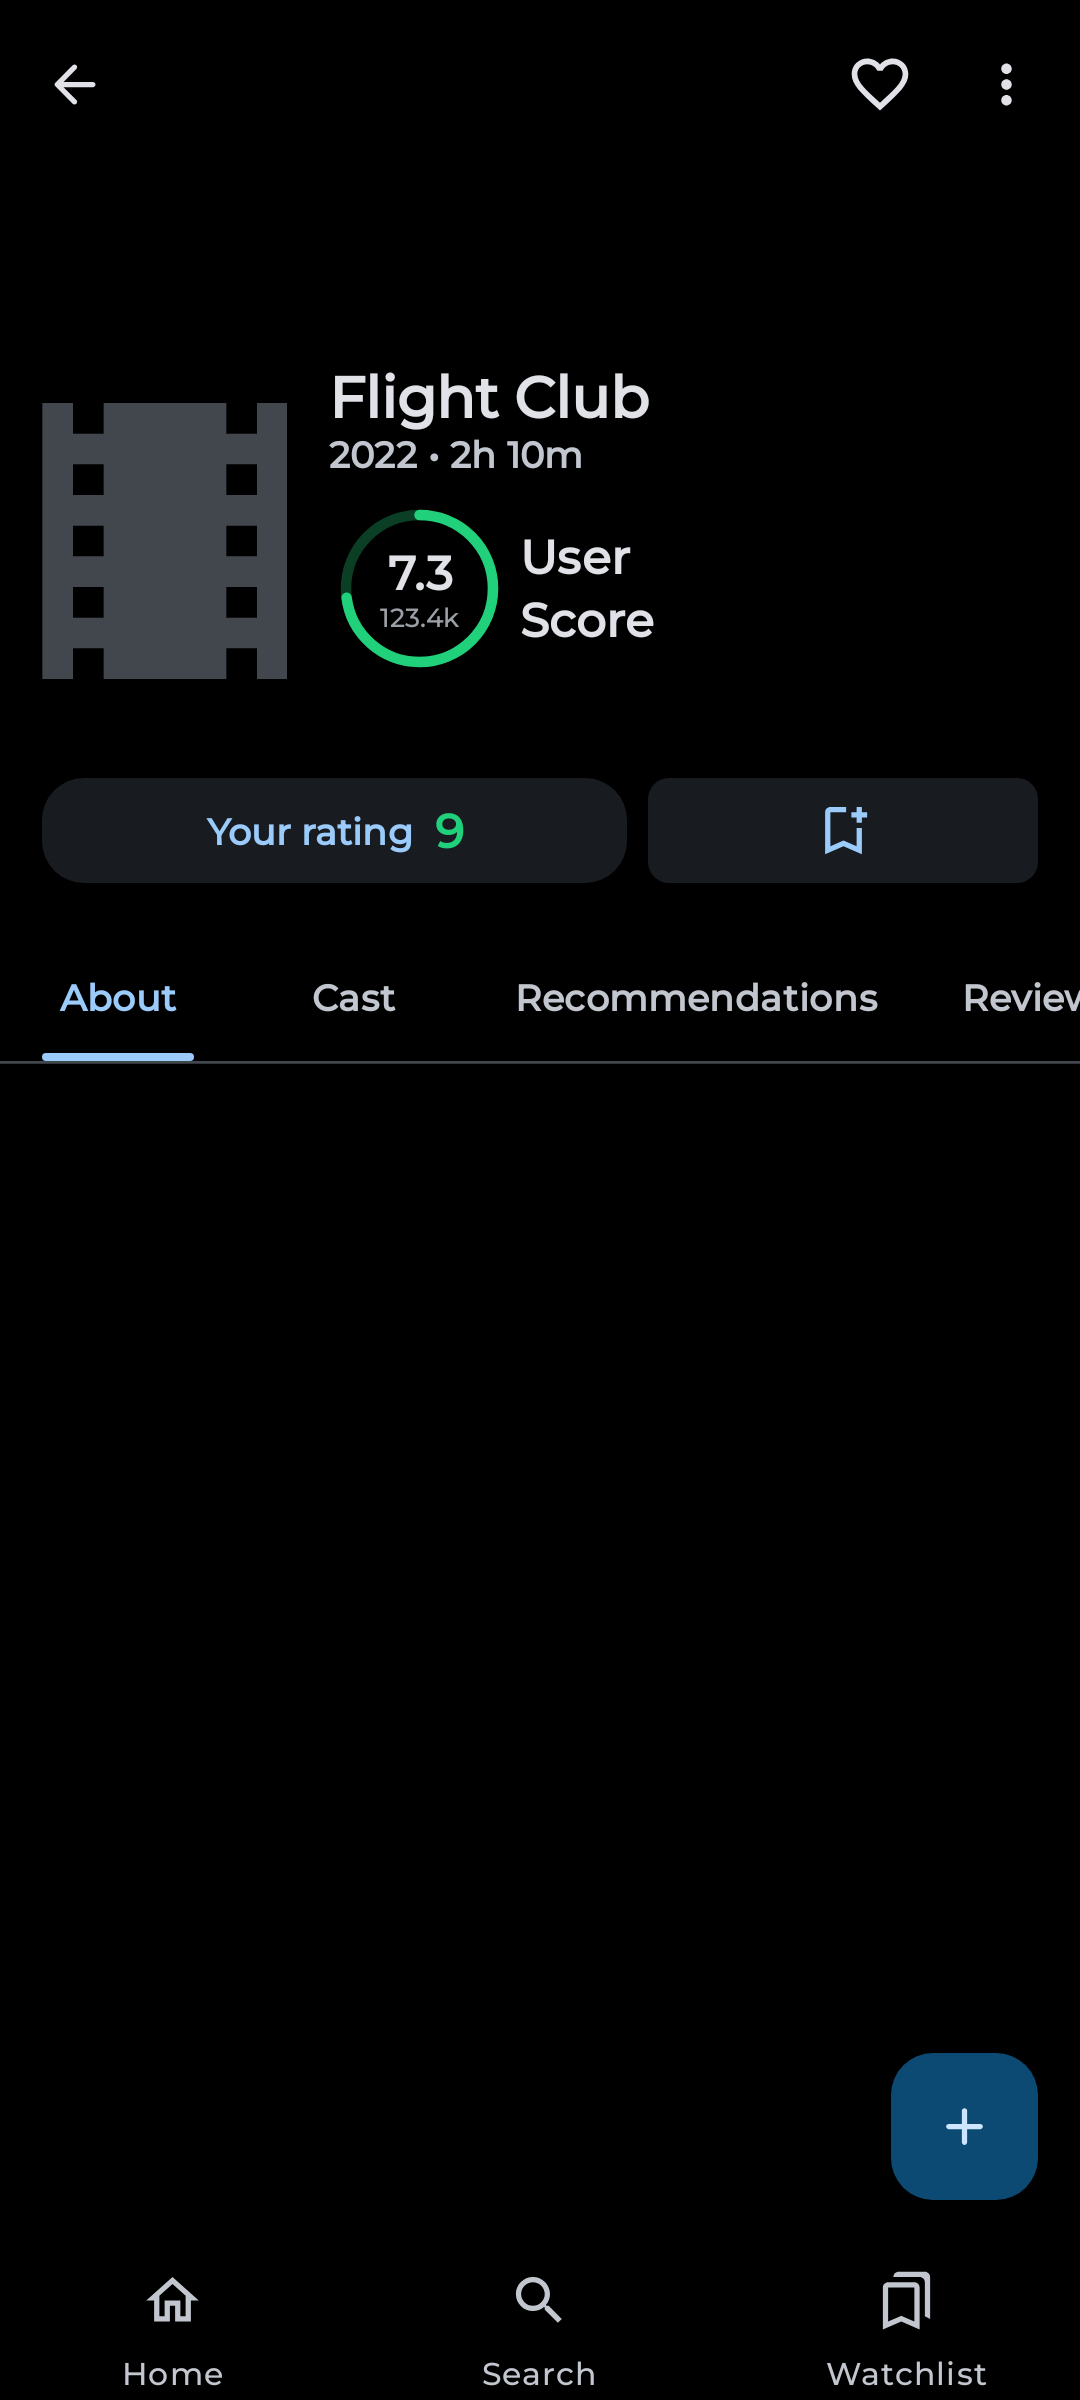 Flight Club
2022 • 2h 10m
7.3
123.4k
User
Score
Your rating 9
About Cast Recommendations Review
Home Search Watchlist